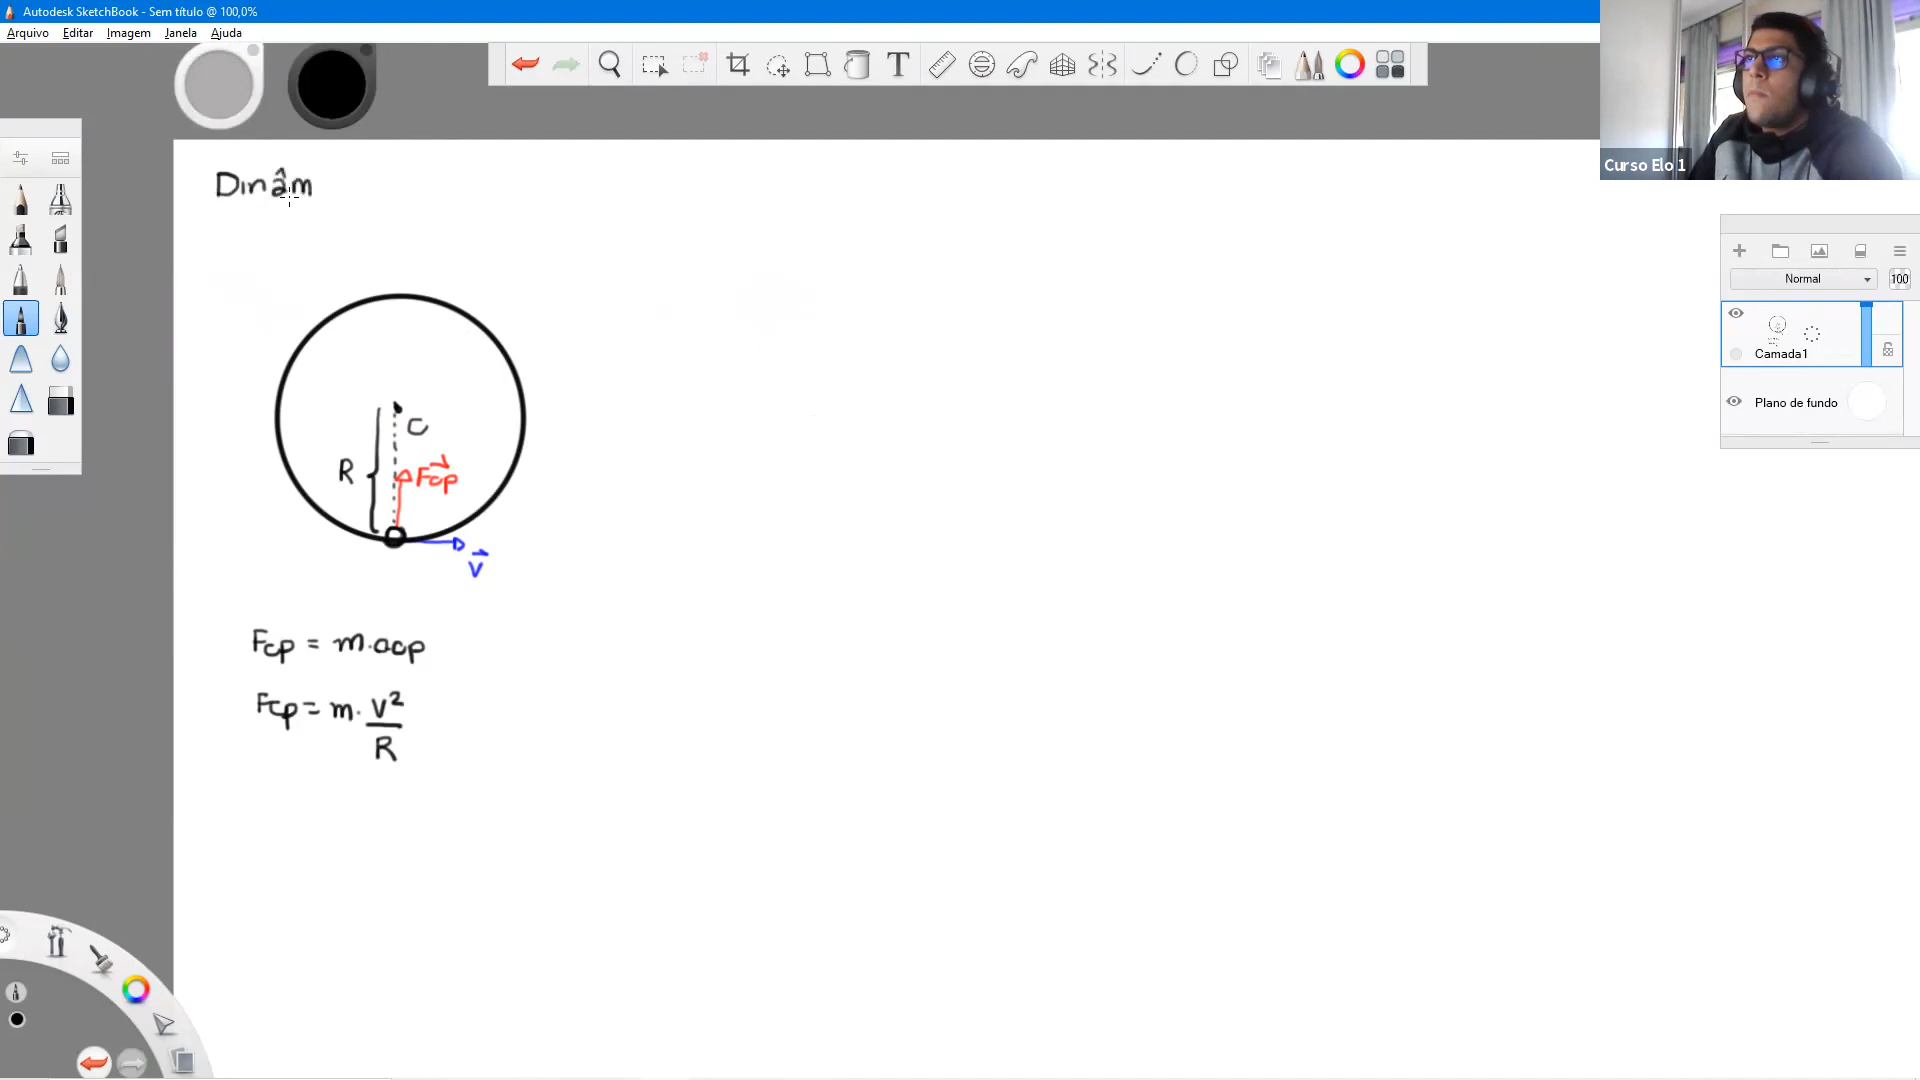 Autodesk SketchBook - Sem título @ 100,0%
Arquivo Editar Imagem Janela Ajuda
T
Curso Elo 1
Dinâm
Normal
100
Camada1
Plano de fundo
C
R
Fcp
V
Fcp = m.acp
Fcp = m. V²
R